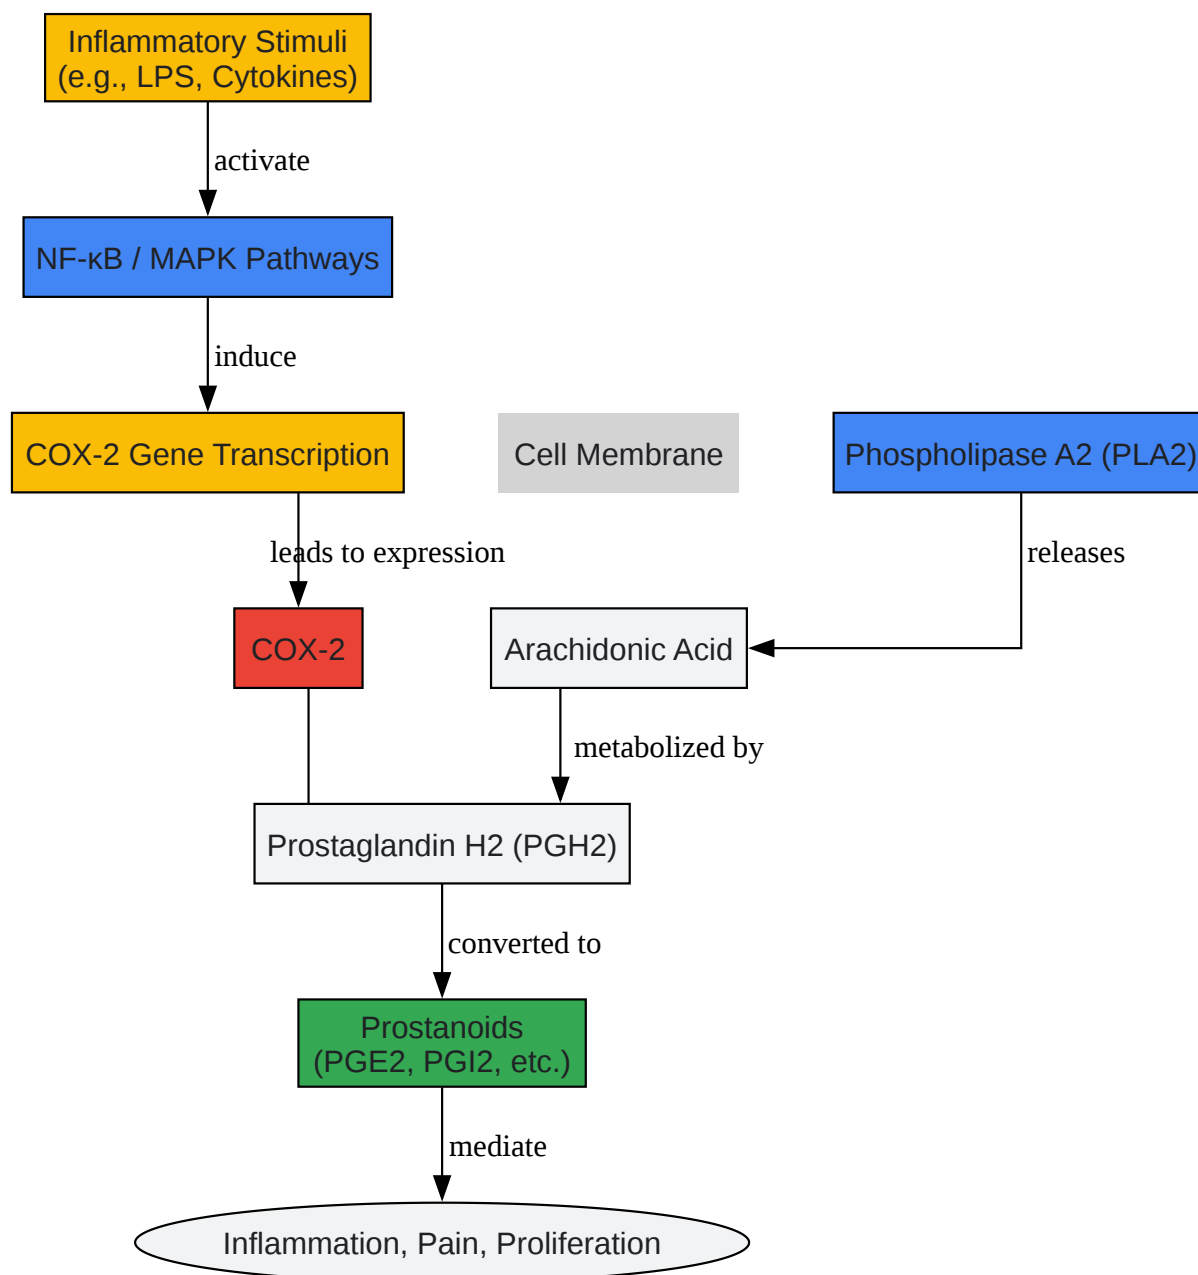 Inflammatory Stimuli
(e.g., LPS, Cytokines)
activate
NF-κB / MAPK Pathways
induce
COX-2 Gene Transcription
Cell Membrane
Phospholipase A2 (PLA2)
leads to expression
releases
COX-2
Arachidonic Acid
metabolized by
Prostaglandin H2 (PGH2)
converted to
Prostanoids
(PGE2, PGI2, etc.)
mediate
Inflammation, Pain, Proliferation